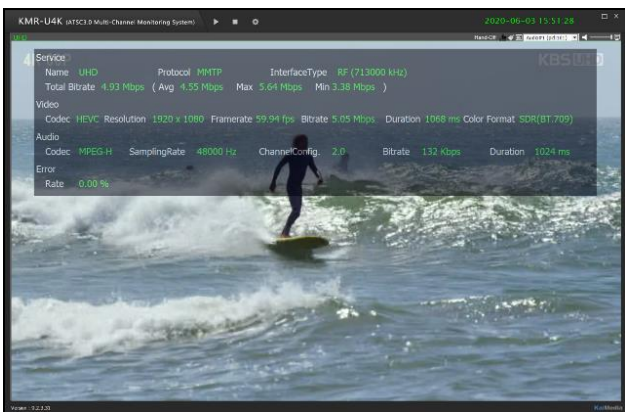 KMR-U4K (ATSC3.0 Multi-Channel Monitoring System) 2020-06-03 15:51:28
UHD
KBS UHD
Service
Name UHD Protocol MMTP InterfaceType RF (713000 kHz)
Total Bitrate 4.93 Mbps ( Avg 4.55 Mbps Max 5.64 Mbps Min 3.38 Mbps )
Video
Codec HEVC Resolution 1920 x 1080 Framerate 59.94 fps Bitrate 5.05 Mbps Duration 1068 ms Color Format SDR(BT.709)
Audio
Codec MPEG-H SamplingRate 48000 Hz ChannelConfig. 2.0 Bitrate 132 Kbps Duration 1024 ms
Error
Rate 0.00 %
KaiMedia